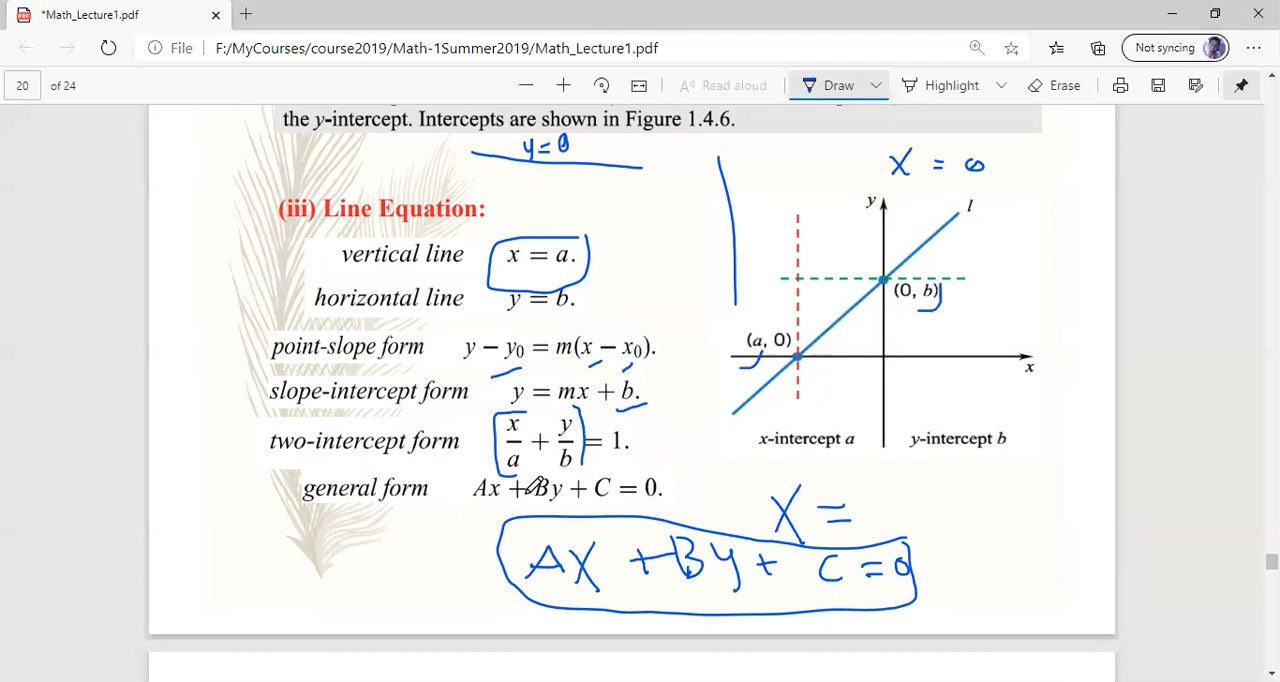 *Math_Lecture1.pdf
File F:/MyCourses/course2019/Math-1Summer2019/Math_Lecture1.pdf Not syncing
20 of 24 Read aloud Draw Highlight Erase
the y-intercept. Intercepts are shown in Figure 1.4.6.
y = 0
X = ∞
(iii) Line Equation:
vertical line x = a.
horizontal line y = b.
point-slope form y − y₀ = m(x − x₀).
slope-intercept form y = mx + b.
two-intercept form x/a + y/b = 1.
general form Ax + By + C = 0.
y
l
(0, b)
(a, 0)
x
x-intercept a y-intercept b
X =
AX + By + C = 0